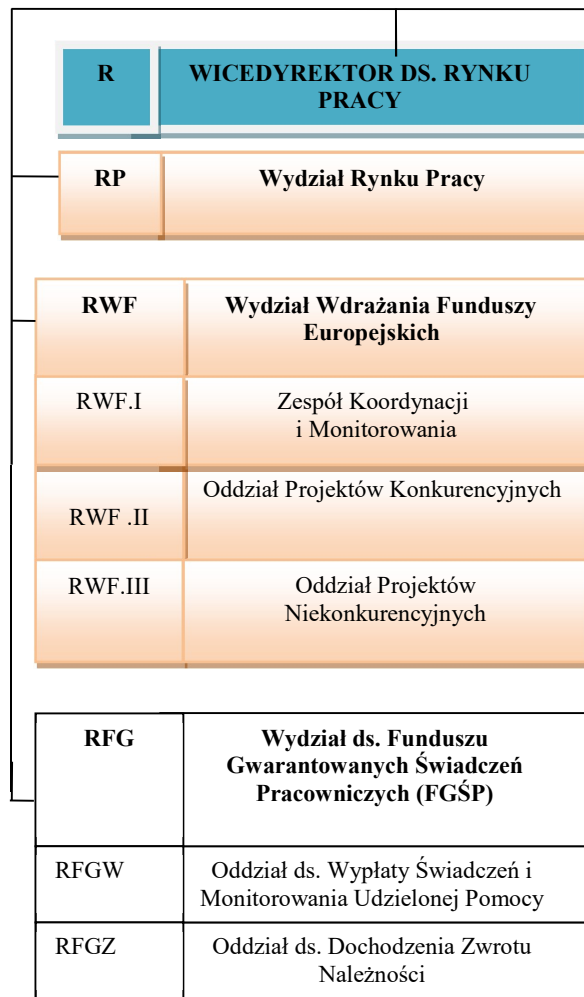 R WICEDYREKTOR DS. RYNKU
PRACY
RP Wydział Rynku Pracy
RWF Wydział Wdrażania Funduszy
Europejskich
RWF.I Zespół Koordynacji
i Monitorowania
Oddział Projektów Konkurencyjnych
RWF .II
RWF.III Oddział Projektów
Niekonkurencyjnych
RFG Wydział ds. Funduszu
Gwarantowanych Świadczeń
Pracowniczych (FGŚP)
RFGW Oddział ds. Wypłaty Świadczeń i
Monitorowania Udzielonej Pomocy
RFGZ Oddział ds. Dochodzenia Zwrotu
Należności